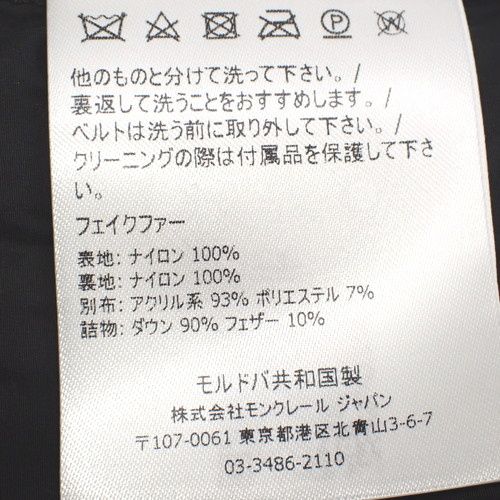 他のものと分けて洗って下さい。/
裏返して洗うことをおすすめします。/
ベルトは洗う前に取り外して下さい。/
クリーニングの際は付属品を保護して下さ
い。
フェイクファー
表地: ナイロン 100%
裏地: ナイロン 100%
別布: アクリル系 93% ポリエステル 7%
詰物: ダウン 90% フェザー 10%
モルドバ共和国製
株式会社モンクレール ジャパン
〒107-0061 東京都港区北青山3-6-7
03-3486-2110